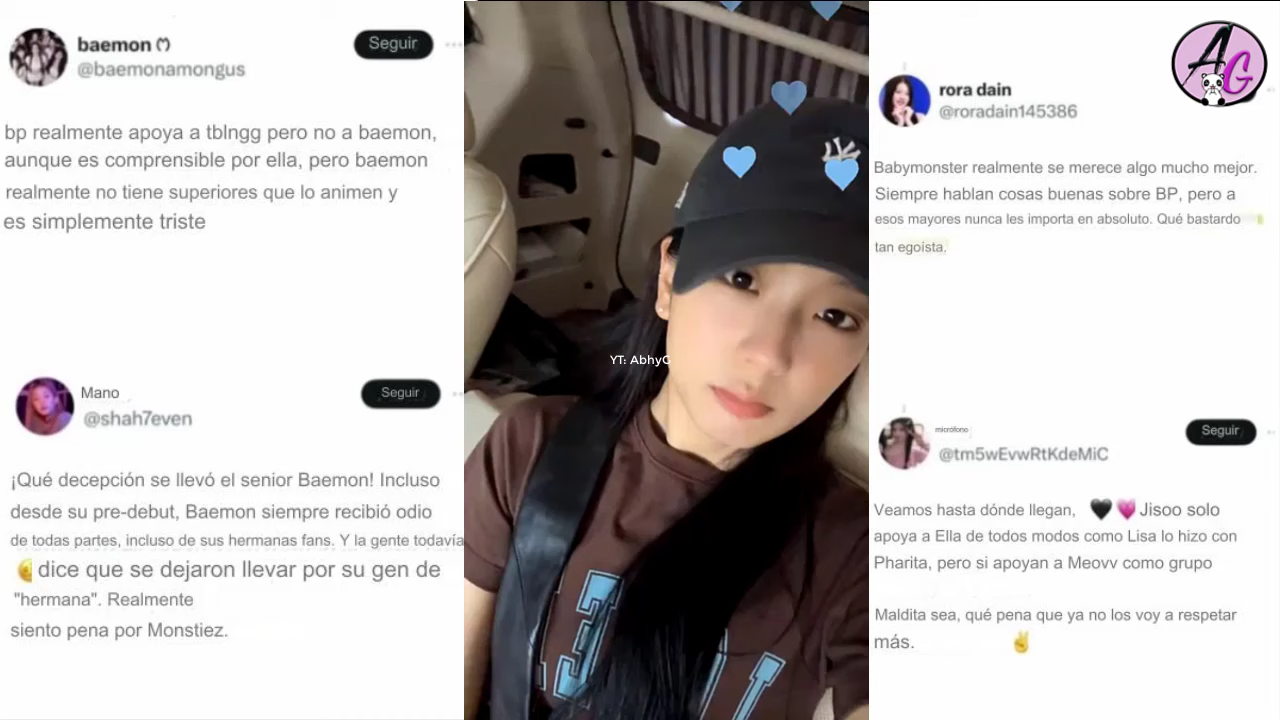 baemon (")
@baemonamongus
Seguir
bp realmente apoya a tblngg pero no a baemon,
aunque es comprensible por ella, pero baemon
realmente no tiene superiores que lo animen y
es simplemente triste
Mano
@shah7even
Seguir
¡Qué decepción se llevó el senior Baemon! Incluso
desde su pre-debut, Baemon siempre recibió odio
de todas partes, incluso de sus hermanas fans. Y la gente todavía
dice que se dejaron llevar por su gen de
"hermana". Realmente
siento pena por Monstiez.
NY
YT: AbhyG
AG
rora dain
@roradain145386
Babymonster realmente se merece algo mucho mejor.
Siempre hablan cosas buenas sobre BP, pero a
esos mayores nunca les importa en absoluto. Qué bastardo
tan egoísta.
micrófono
@tm5wEvwRtKdeMiC
Seguir
Veamos hasta dónde llegan, 🖤💗 Jisoo solo
apoya a Ella de todos modos como Lisa lo hizo con
Pharita, pero si apoyan a Meovv como grupo
Maldita sea, qué pena que ya no los voy a respetar
más. ✌